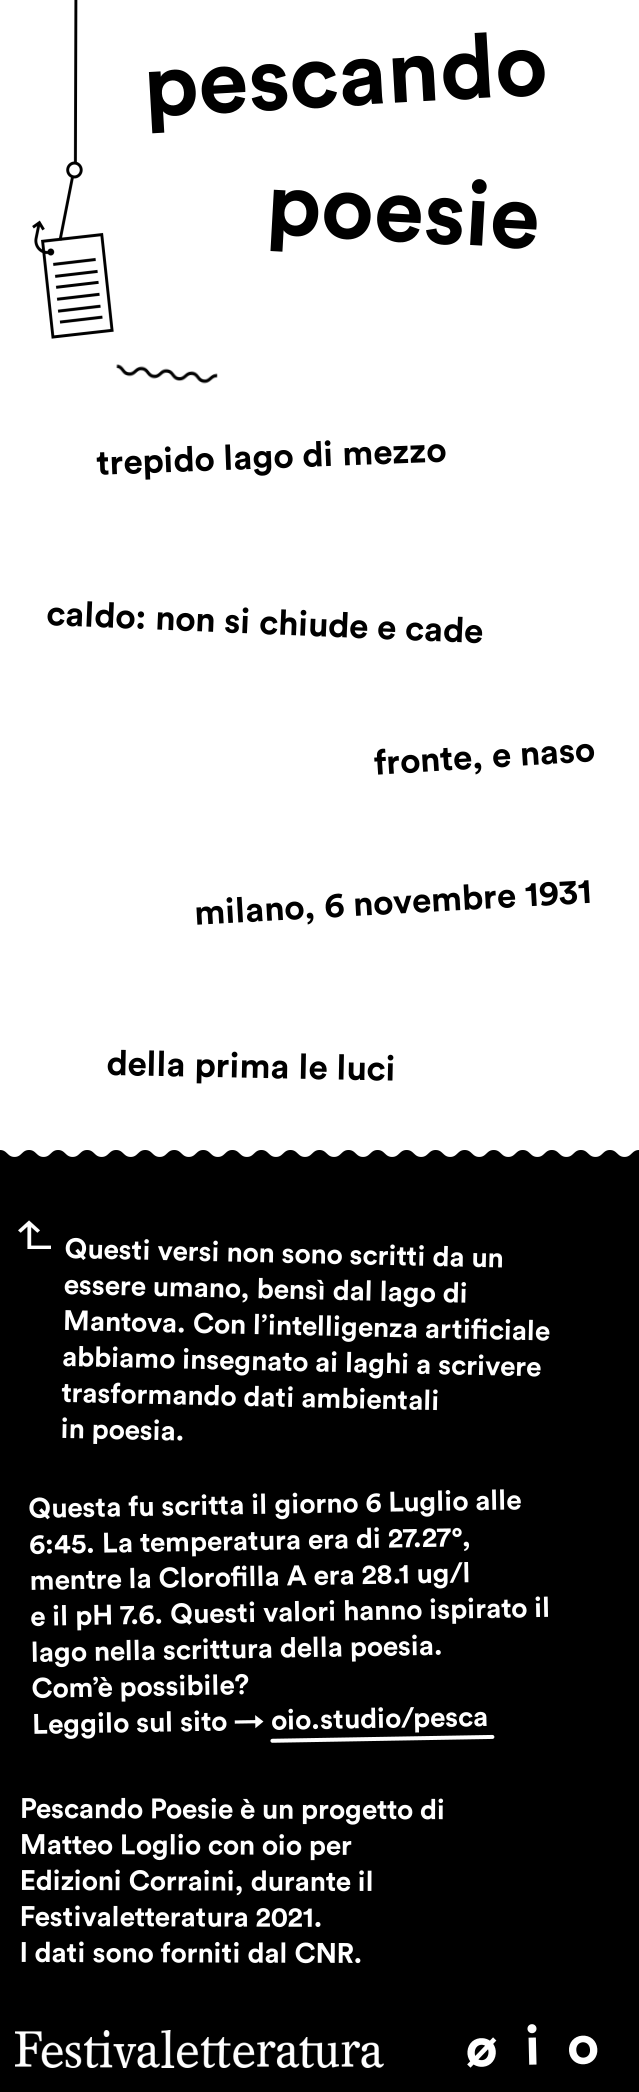 pescando
poesie
trepido lago di mezzo
caldo: non si chiude e cade
fronte, e naso
milano, 6 novembre 1931
della prima le luci
Questi versi non sono scritti da un
essere umano, bensì dal lago di
Mantova. Con l’intelligenza artificiale
abbiamo insegnato ai laghi a scrivere
trasformando dati ambientali
in poesia.
Questa fu scritta il giorno 6 Luglio alle
6:45. La temperatura era di 27.27°,
mentre la Clorofilla A era 28.1 ug/l
e il pH 7.6. Questi valori hanno ispirato il
lago nella scrittura della poesia.
Com’è possibile?
Leggilo sul sito → oio.studio/pesca
Pescando Poesie è un progetto di
Matteo Loglio con oio per
Edizioni Corraini, durante il
Festivaletteratura 2021.
I dati sono forniti dal CNR.
Festivaletteratura ø i o